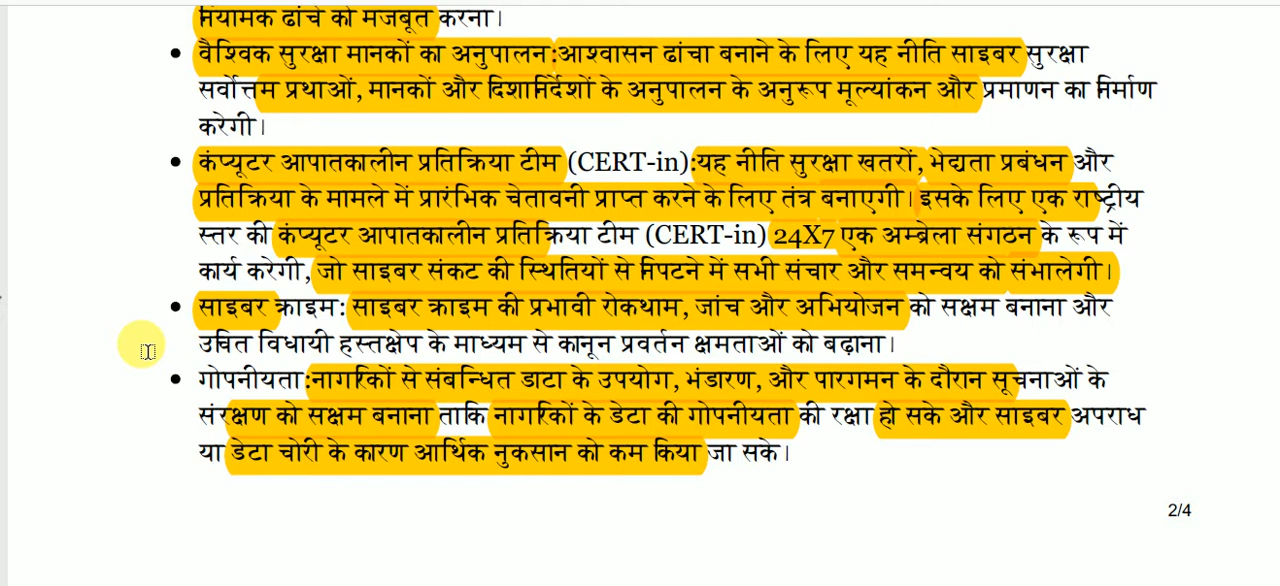 नियामक ढांचे को मजबूत करना।
• वैश्विक सुरक्षा मानकों का अनुपालन:आश्वासन ढांचा बनाने के लिए यह नीति साइबर सुरक्षा
सर्वोत्तम प्रथाओं, मानकों और दिशानिर्देशों के अनुपालन के अनुरूप मूल्यांकन और प्रमाणन का निर्माण
करेगी।
• कंप्यूटर आपातकालीन प्रतिक्रिया टीम (CERT-in):यह नीति सुरक्षा खतरों, भेद्यता प्रबंधन और
प्रतिक्रिया के मामले में प्रारंभिक चेतावनी प्राप्त करने के लिए तंत्र बनाएगी। इसके लिए एक राष्ट्रीय
स्तर की कंप्यूटर आपातकालीन प्रतिक्रिया टीम (CERT-in) 24X7 एक अम्ब्रेला संगठन के रूप में
कार्य करेगी, जो साइबर संकट की स्थितियों से निपटने में सभी संचार और समन्वय को संभालेगी।
• साइबर क्राइम: साइबर क्राइम की प्रभावी रोकथाम, जांच और अभियोजन को सक्षम बनाना और
उचित विधायी हस्तक्षेप के माध्यम से कानून प्रवर्तन क्षमताओं को बढ़ाना।
• गोपनीयता:नागरिकों से संबन्धित डाटा के उपयोग, भंडारण, और पारगमन के दौरान सूचनाओं के
संरक्षण को सक्षम बनाना ताकि नागरिकों के डेटा की गोपनीयता की रक्षा हो सके और साइबर अपराध
या डेटा चोरी के कारण आर्थिक नुकसान को कम किया जा सके।
2/4